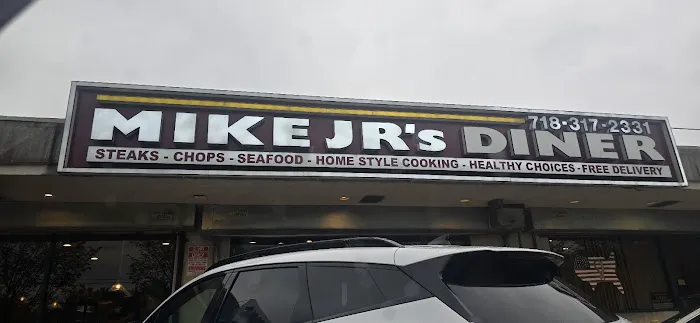 718-317-2331
MIKE JR's DINER
STEAKS - CHOPS - SEAFOOD - HOME STYLE COOKING - HEALTHY CHOICES - FREE DELIVERY